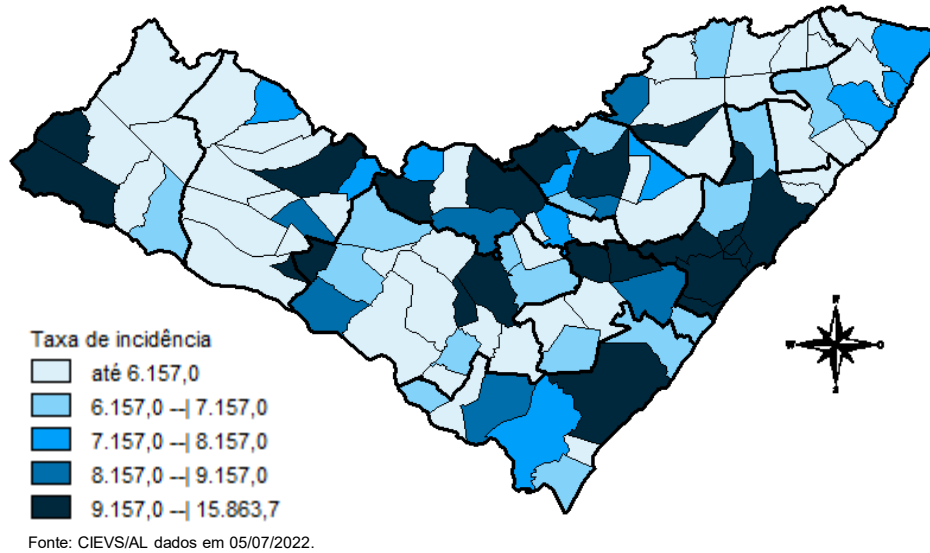 N
W
O
S
Taxa de incidência
até 6.157,0
6.157,0 --| 7.157,0
7.157,0 --| 8.157,0
8.157,0 --| 9.157,0
9.157,0 --| 15.863,7
Fonte: CIEVS/AL dados em 05/07/2022.